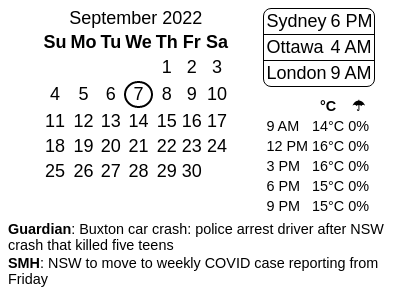 September 2022
Su Mo Tu We Th Fr Sa
1 2 3
4 5 6 7 8 9 10
11 12 13 14 15 16 17
18 19 20 21 22 23 24
25 26 27 28 29 30
Sydney 6 PM
Ottawa 4 AM
London 9 AM
°C ☂
9 AM 14°C 0%
12 PM 16°C 0%
3 PM 16°C 0%
6 PM 15°C 0%
9 PM 15°C 0%
Guardian: Buxton car crash: police arrest driver after NSW
crash that killed five teens
SMH: NSW to move to weekly COVID case reporting from
Friday